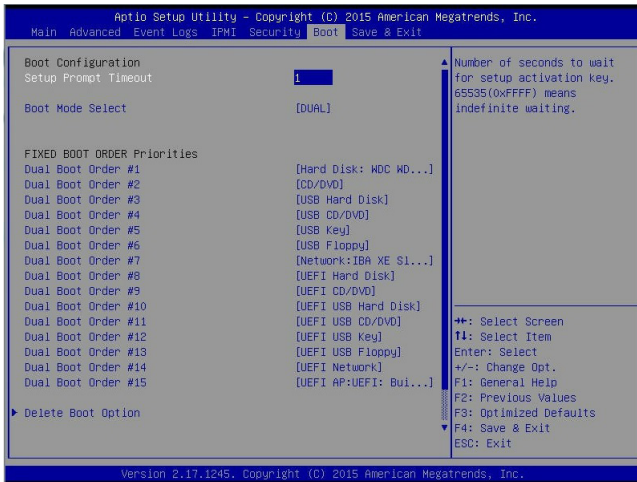 Aptio Setup Utility – Copyright (C) 2015 American Megatrends, Inc.
Main Advanced Event Logs IPMI Security Boot Save & Exit
Boot Configuration
Setup Prompt Timeout 1
Boot Mode Select [DUAL]
FIXED BOOT ORDER Priorities
Dual Boot Order #1 [Hard Disk: WDC WD...]
Dual Boot Order #2 [CD/DVD]
Dual Boot Order #3 [USB Hard Disk]
Dual Boot Order #4 [USB CD/DVD]
Dual Boot Order #5 [USB Key]
Dual Boot Order #6 [USB Floppy]
Dual Boot Order #7 [Network:IBA XE Sl...]
Dual Boot Order #8 [UEFI Hard Disk]
Dual Boot Order #9 [UEFI CD/DVD]
Dual Boot Order #10 [UEFI USB Hard Disk]
Dual Boot Order #11 [UEFI USB CD/DVD]
Dual Boot Order #12 [UEFI USB Key]
Dual Boot Order #13 [UEFI USB Floppy]
Dual Boot Order #14 [UEFI Network]
Dual Boot Order #15 [UEFI AP:UEFI: Bui...]
Delete Boot Option
Number of seconds to wait
for setup activation key.
65535(0xFFFF) means
indefinite waiting.
→←: Select Screen
↑↓: Select Item
Enter: Select
+/-: Change Opt.
F1: General Help
F2: Previous Values
F3: Optimized Defaults
F4: Save & Exit
ESC: Exit
Version 2.17.1245. Copyright (C) 2015 American Megatrends, Inc.